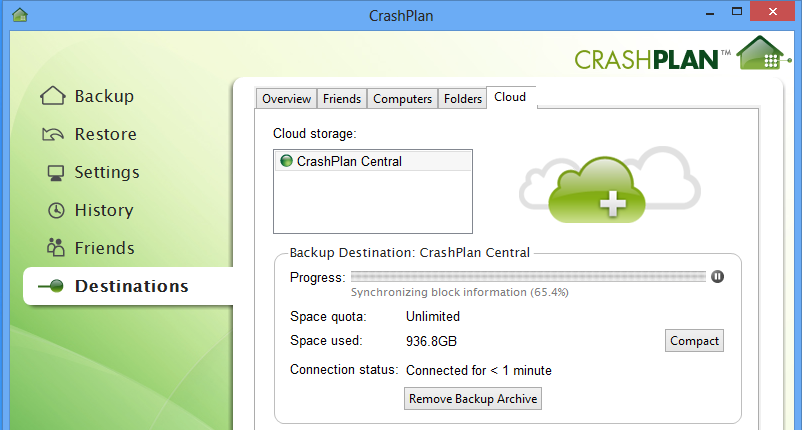 CrashPlan
CRASHPLAN™
Backup
Restore
Settings
History
Friends
Destinations
Overview Friends Computers Folders Cloud
Cloud storage:
CrashPlan Central
Backup Destination: CrashPlan Central
Progress:
Synchronizing block information (65.4%)
Space quota: Unlimited
Space used: 936.8GB Compact
Connection status: Connected for < 1 minute
Remove Backup Archive